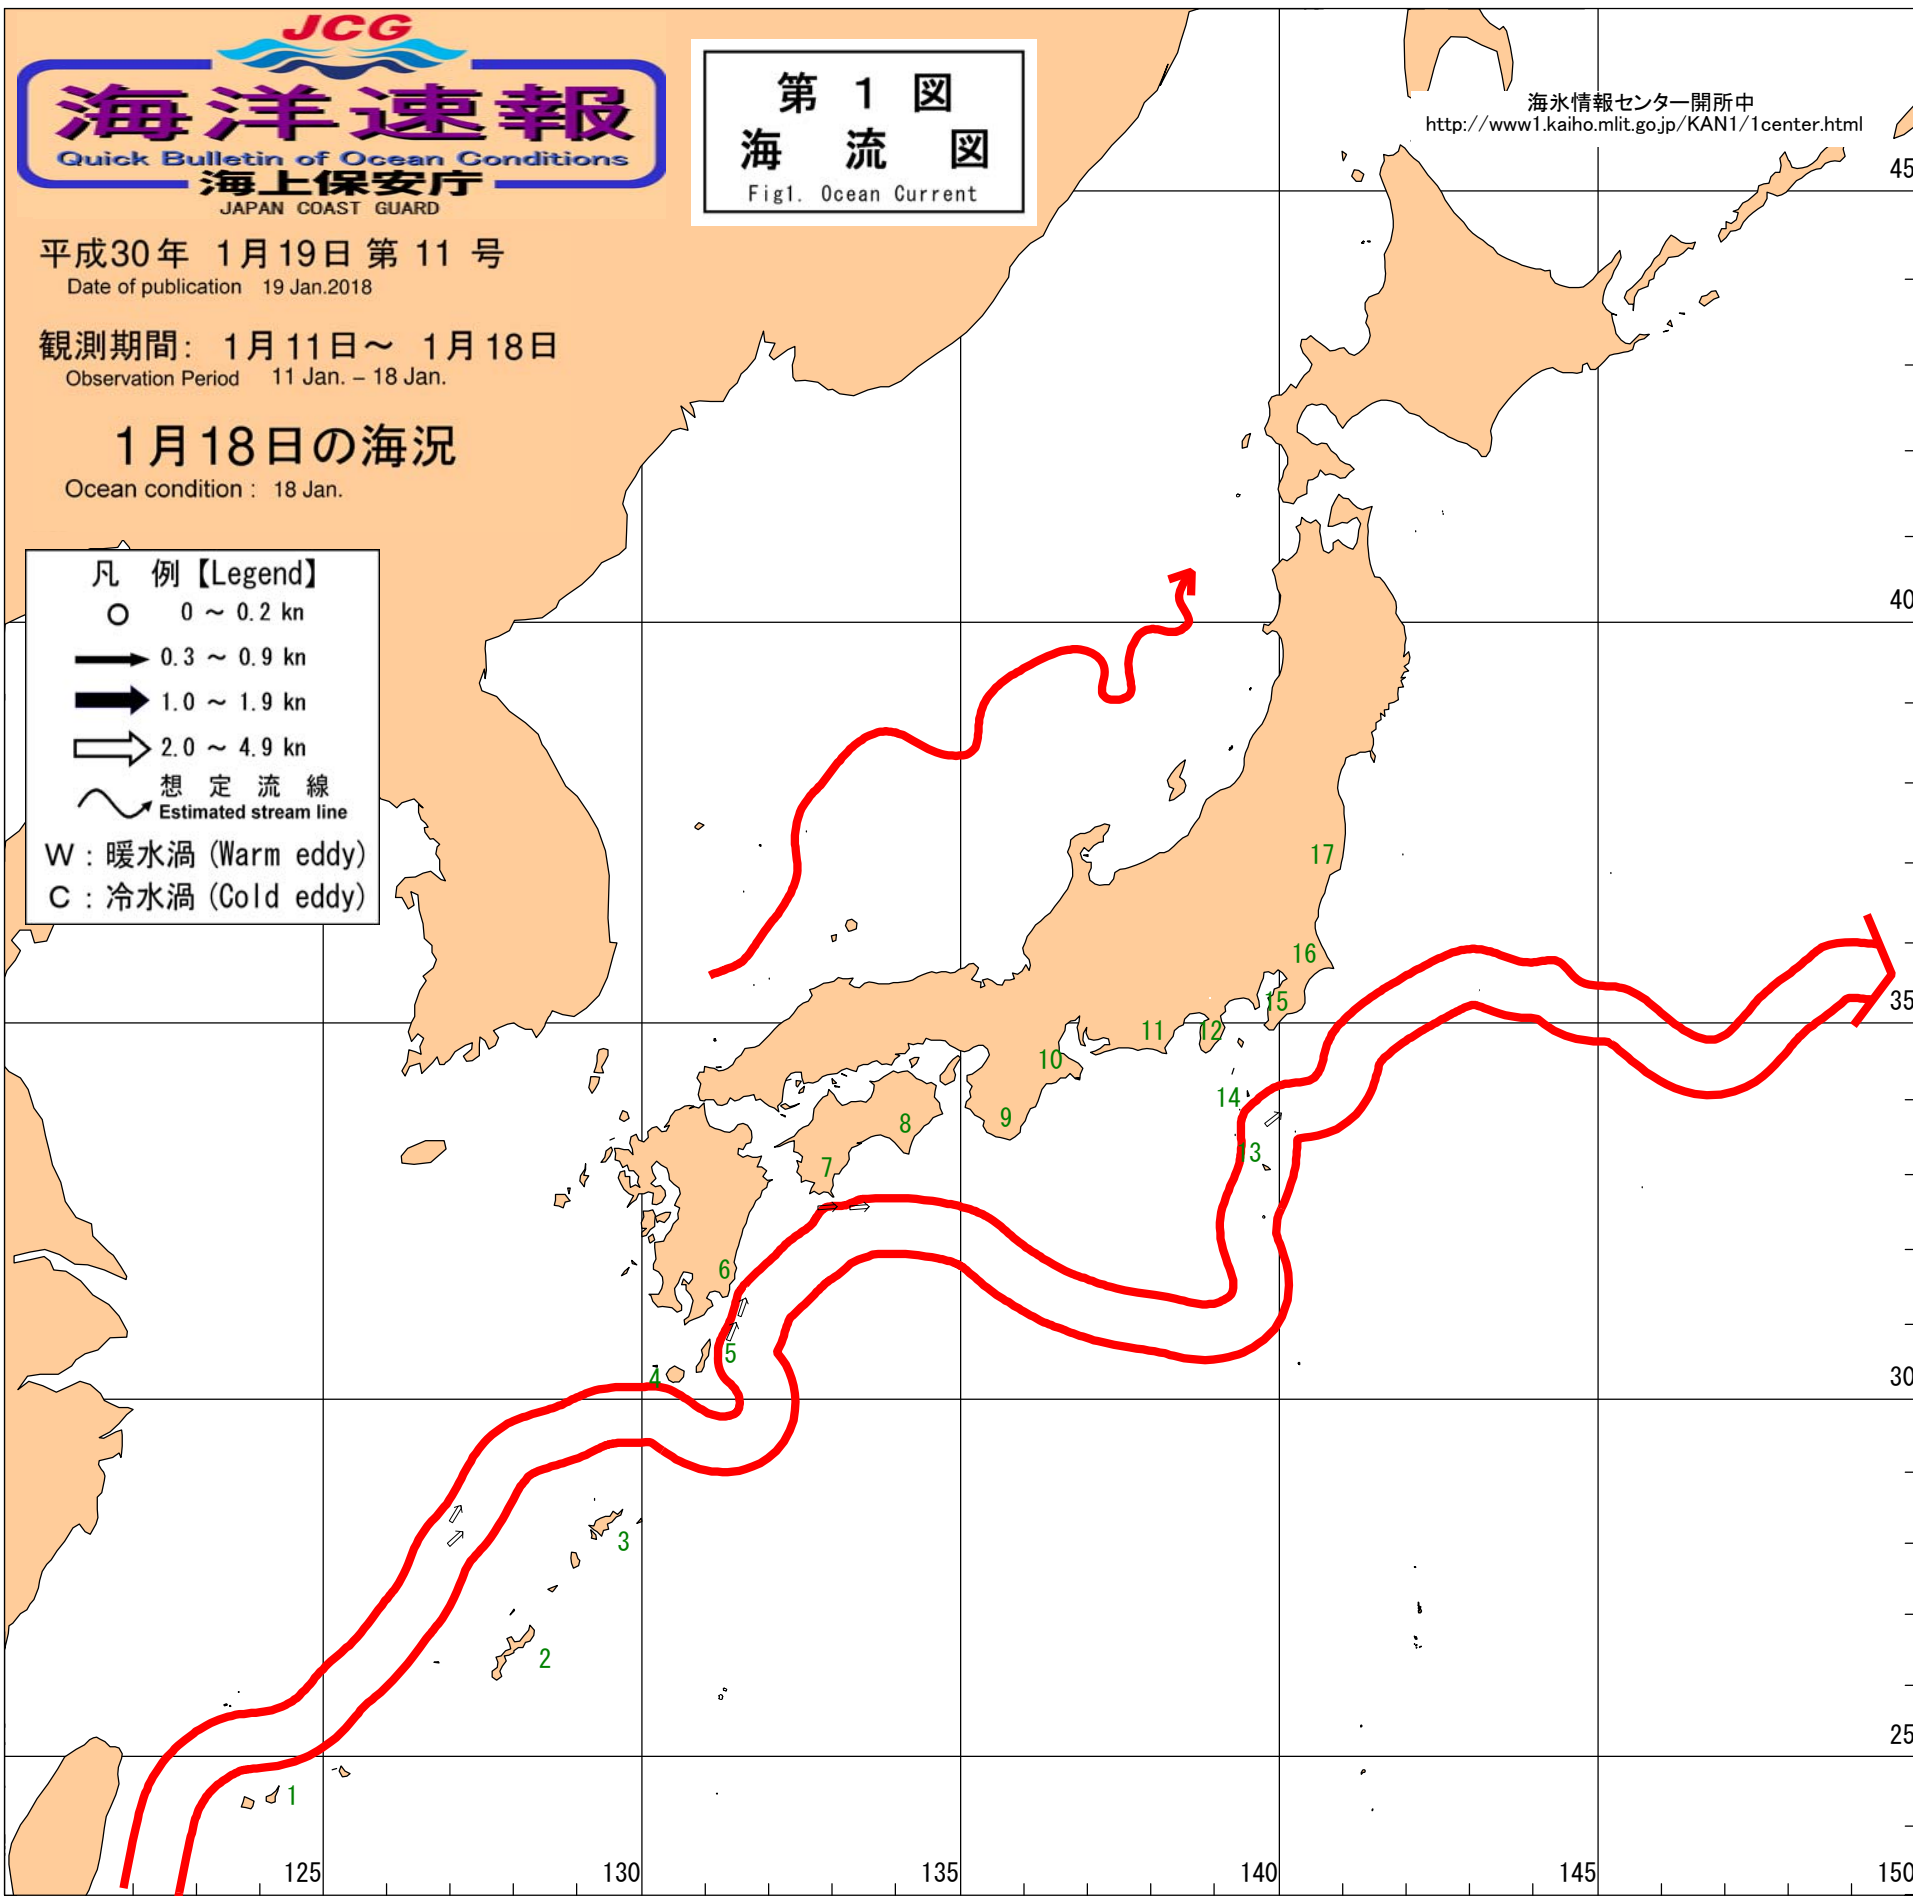 JCG
海洋速報
Quick Bulletin of Ocean Conditions
海上保安庁
JAPAN COAST GUARD
第 1 図
海 流 図
Fig1. Ocean Current
海氷情報センター開所中
http://www1.kaiho.mlit.go.jp/KAN1/1center.html
平成30年 1月19日 第 11 号
Date of publication 19 Jan.2018
観測期間: 1月11日～ 1月18日
Observation Period 11 Jan. – 18 Jan.
1月18日の海況
Ocean condition : 18 Jan.
凡 例【Legend】
0 ～ 0.2 kn
0.3 ～ 0.9 kn
1.0 ～ 1.9 kn
2.0 ～ 4.9 kn
想 定 流 線
Estimated stream line
W : 暖水渦 (Warm eddy)
C : 冷水渦 (Cold eddy)
45
40
35
30
25
17
16
15
12
11
10
14
13
9
8
7
6
5
4
3
2
1
125
130
135
140
145
150